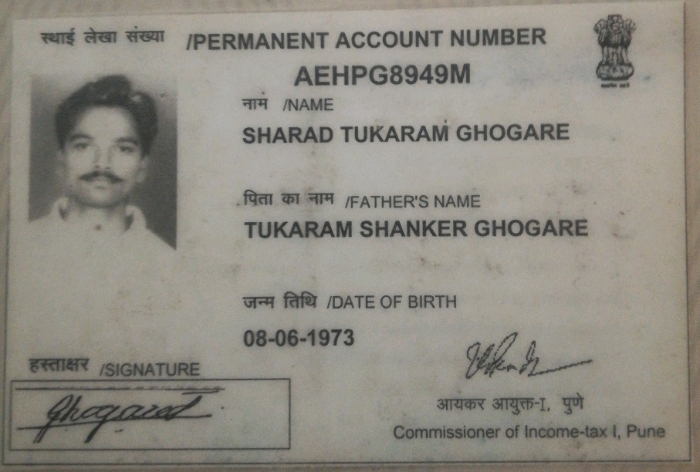 स्थाई लेखा संख्या /PERMANENT ACCOUNT NUMBER
AEHPG8949M
नाम /NAME
SHARAD TUKARAM GHOGARE
पिता का नाम /FATHER'S NAME
TUKARAM SHANKER GHOGARE
जन्म तिथि /DATE OF BIRTH
08-06-1973
हस्ताक्षर /SIGNATURE
Ghogare
आयकर आयुक्त-I, पुणे
Commissioner of Income-tax I, Pune